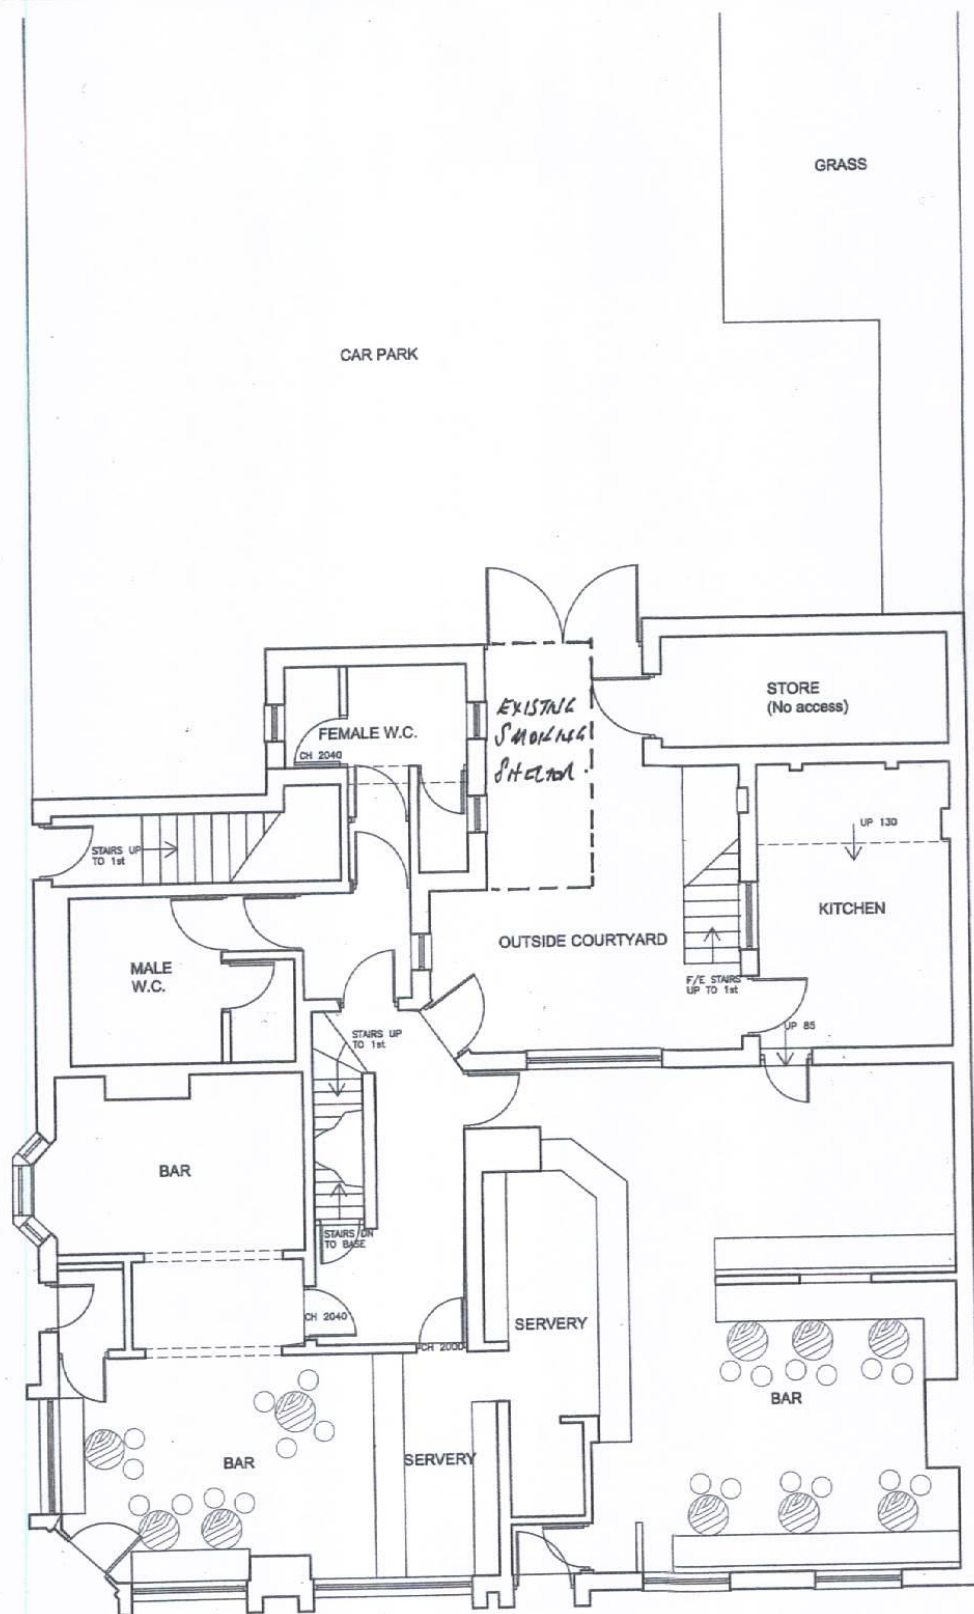 GRASS
CAR PARK
EXISTING
SMOKING
SHELTER.
STORE
(No access)
FEMALE W.C.
CH 2040
STAIRS UP
TO 1st
UP 130
KITCHEN
OUTSIDE COURTYARD
MALE
W.C.
F/E STAIRS
UP TO 1st
UP 85
STAIRS UP
TO 1st
BAR
STAIRS DN
TO BASE
CH 2040
CH 2000
SERVERY
BAR
BAR
SERVERY